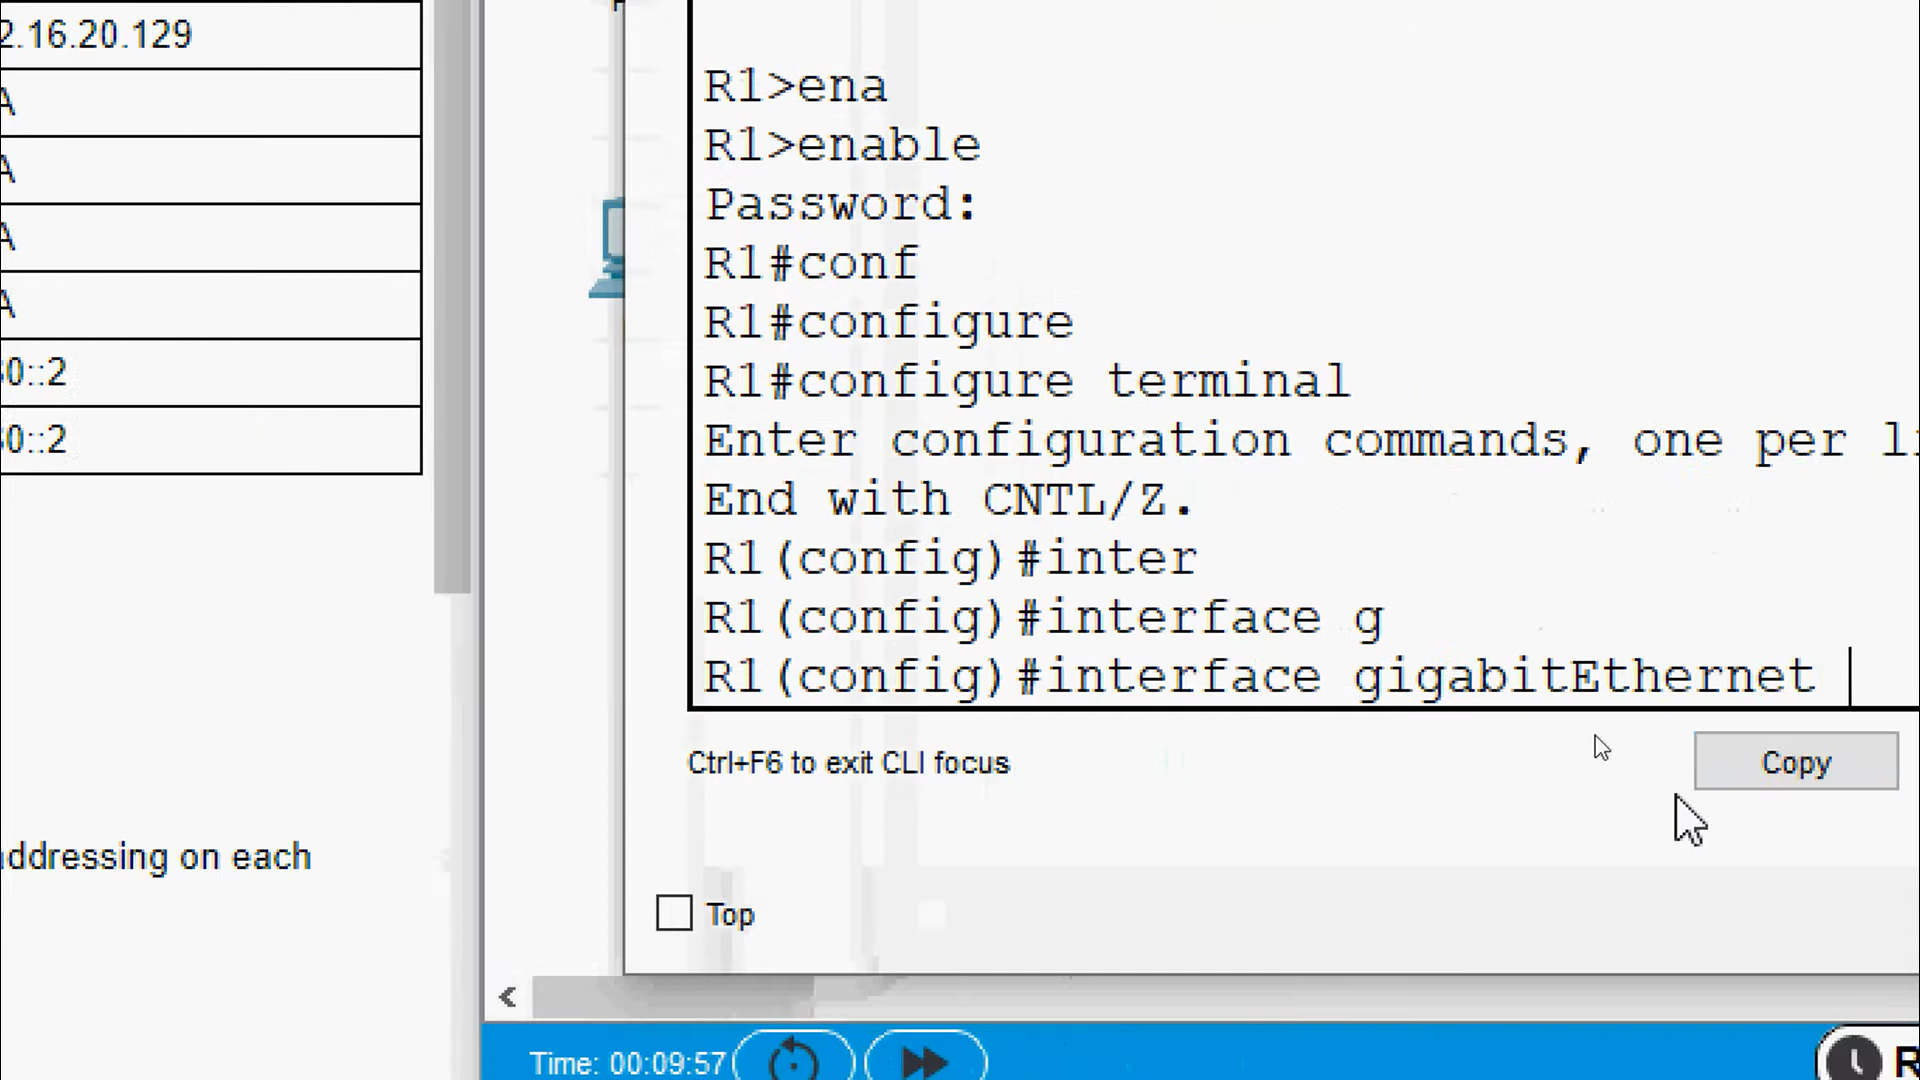 2.16.20.129
A
A
A
A
0::2
0::2
addressing on each
R1>ena
R1>enable
Password:
R1#conf
R1#configure
R1#configure terminal
Enter configuration commands, one per li
End with CNTL/Z.
R1(config)#inter
R1(config)#interface g
R1(config)#interface gigabitEthernet
Ctrl+F6 to exit CLI focus
Copy
Top
Time: 00:09:57
R